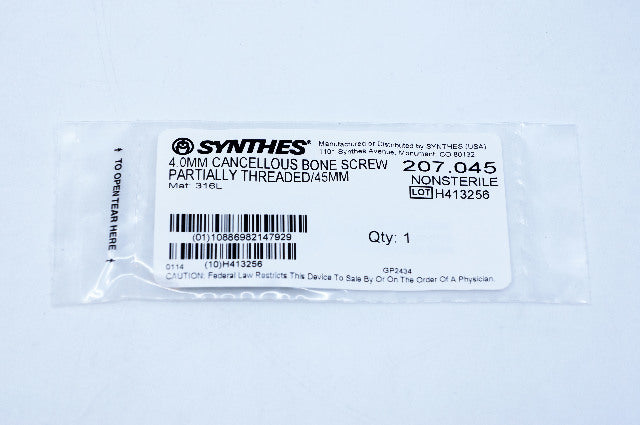 SYNTHES®
Manufactured or Distributed by SYNTHES (USA)
1101 Synthes Avenue, Monument, CO 80132
4.0MM CANCELLOUS BONE SCREW
PARTIALLY THREADED/45MM
Mat: 316L
207.045
NONSTERILE
LOT H413256
(01)10886982147929
Qty: 1
(10)H413256
0114
GP2434
CAUTION: Federal Law Restricts This Device To Sale By Or On The Order Of A Physician.
↑ TO OPEN TEAR HERE ↑